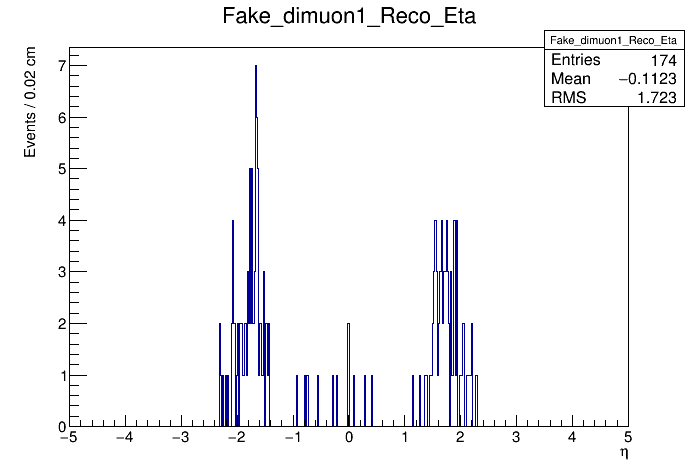 Fake_dimuon1_Reco_Eta
Fake_dimuon1_Reco_Eta
Entries 174
Mean −0.1123
RMS 1.723
Events / 0.02 cm
7
6
5
4
3
2
1
0
−5 −4 −3 −2 −1 0 1 2 3 4 5
η